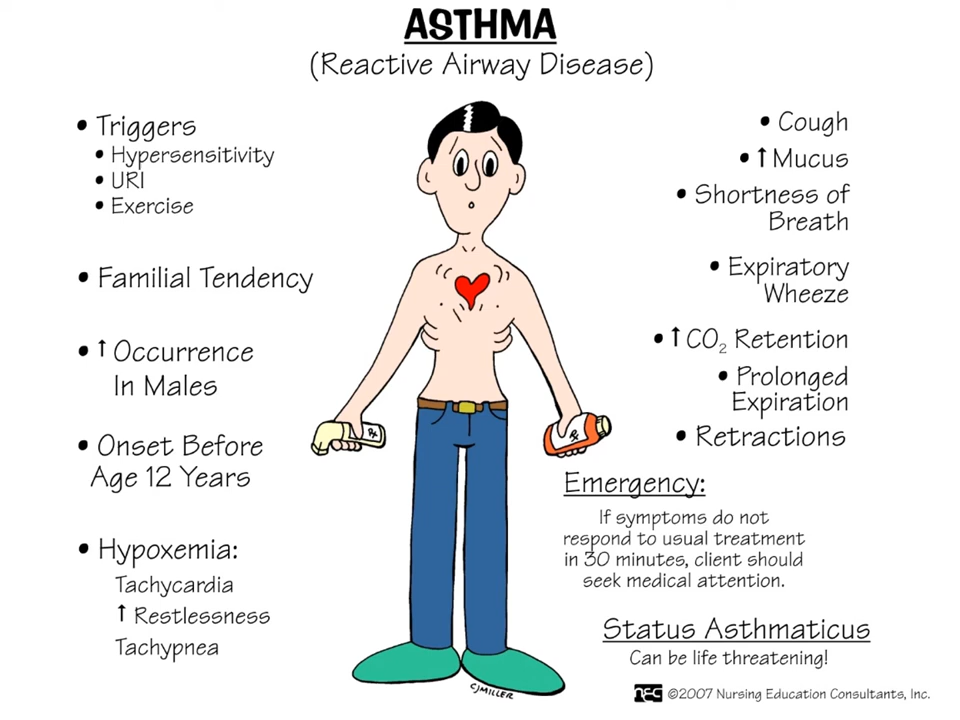 ASTHMA
(Reactive Airway Disease)
• Triggers
• Hypersensitivity
• URI
• Exercise
• Familial Tendency
• ↑ Occurrence
In Males
• Onset Before
Age 12 Years
• Hypoxemia:
Tachycardia
↑ Restlessness
Tachypnea
• Cough
• ↑ Mucus
• Shortness of
Breath
• Expiratory
Wheeze
• ↑ CO₂ Retention
• Prolonged
Expiration
• Retractions
Rx
Rx
Emergency:
If symptoms do not
respond to usual treatment
in 30 minutes, client should
seek medical attention.
Status Asthmaticus
Can be life threatening!
CJMILLER
NEC ©2007 Nursing Education Consultants, Inc.